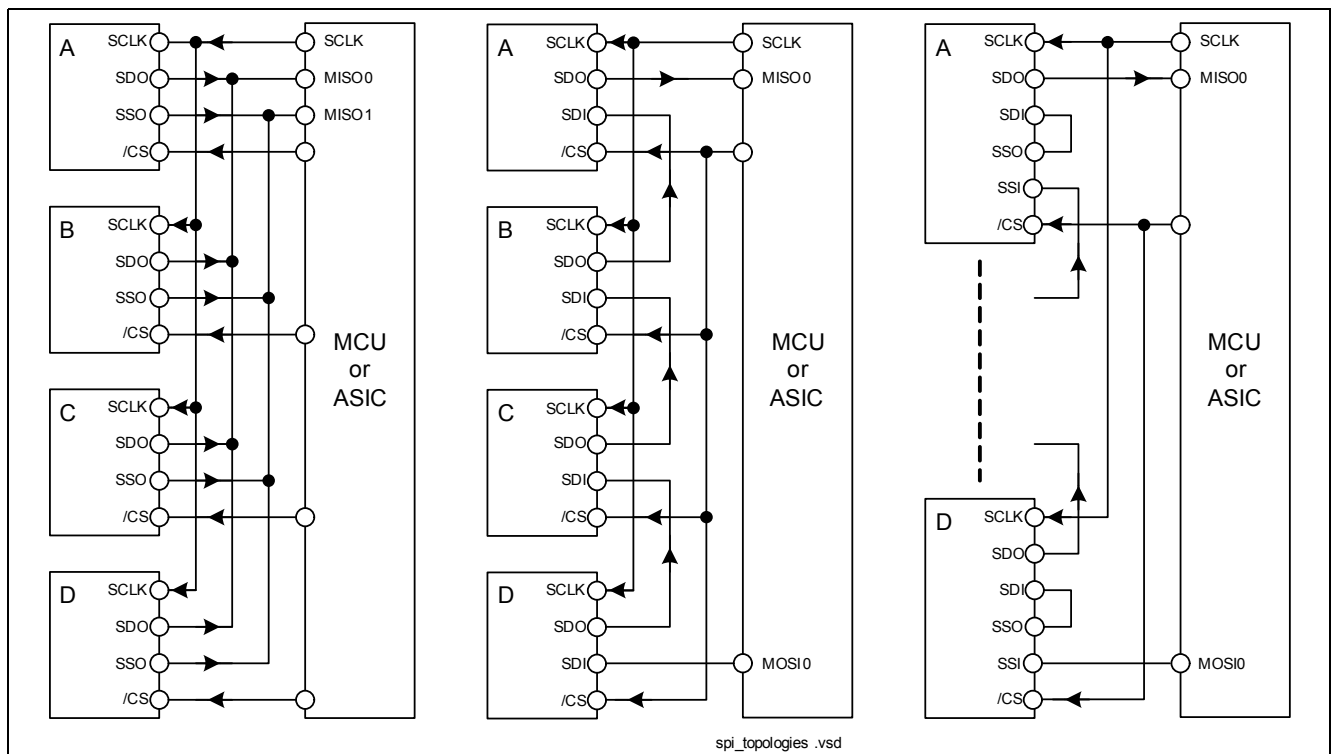 A
SCLK
SDO
SSO
/CS
B
SCLK
SDO
SSO
/CS
C
SCLK
SDO
SSO
/CS
D
SCLK
SDO
SSO
/CS
SCLK
MISO0
MISO1
MCU
or
ASIC
A
SCLK
SDO
SDI
/CS
B
SCLK
SDO
SDI
/CS
C
SCLK
SDO
SDI
/CS
D
SCLK
SDO
SDI
/CS
SCLK
MISO0
MCU
or
ASIC
MOSI0
A
SCLK
SDO
SDI
SSO
SSI
/CS
D
SCLK
SDO
SDI
SSO
SSI
/CS
SCLK
MISO0
MCU
or
ASIC
MOSI0
spi_topologies .vsd